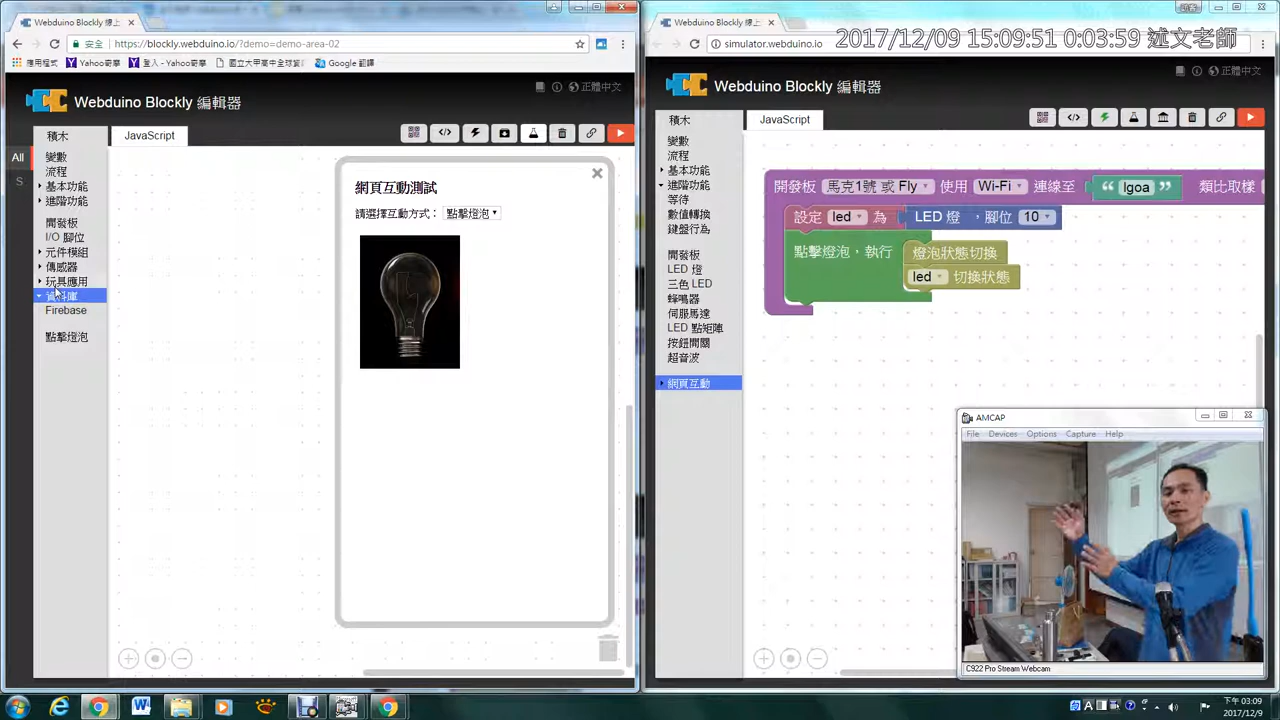 Webduino Blockly 線上
安全 https://blockly.webduino.io/?demo=demo-area-02
應用程式 Yahoo奇摩 登入 - Yahoo奇摩 國立大甲高中全球資 Google 翻譯
Webduino Blockly 編輯器
正體中文
積木
JavaScript
All
S
變數
流程
基本功能
進階功能
開發板
I/O 腳位
元件模組
傳感器
玩具應用
資料庫
Firebase
點擊燈泡
網頁互動測試
請選擇互動方式： 點擊燈泡
Webduino Blockly 線上
訪客
simulator.webduino.io
2017/12/09 15:09:51 0:03:59 述文老師
Webduino Blockly 編輯器
正體中文
積木
JavaScript
變數
流程
基本功能
進階功能
等待
數值轉換
鍵盤行為
開發板
LED 燈
三色 LED
蜂鳴器
伺服馬達
LED 點矩陣
按鈕開關
超音波
網頁互動
開發板 馬克1號 或 Fly 使用 Wi-Fi 連線至 “ lgoa ” 類比取樣
設定 led 為 LED 燈 ，腳位 10
點擊燈泡，執行 燈泡狀態切換
led 切換狀態
AMCAP
File Devices Options Capture Help
C922 Pro Stream Webcam
下午 03:09
2017/12/9